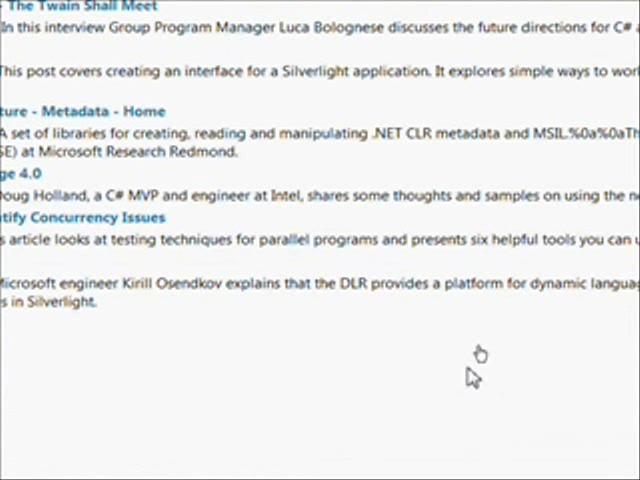 - The Twain Shall Meet
In this interview Group Program Manager Luca Bolognese discusses the future directions for C#
This post covers creating an interface for a Silverlight application. It explores simple ways to wor
ture - Metadata - Home
A set of libraries for creating, reading and manipulating .NET CLR metadata and MSIL.%0a%0aTh
SE) at Microsoft Research Redmond.
ge 4.0
Doug Holland, a C# MVP and engineer at Intel, shares some thoughts and samples on using the ne
ntify Concurrency Issues
s article looks at testing techniques for parallel programs and presents six helpful tools you can u
Microsoft engineer Kirill Osendkov explains that the DLR provides a platform for dynamic languag
s in Silverlight.